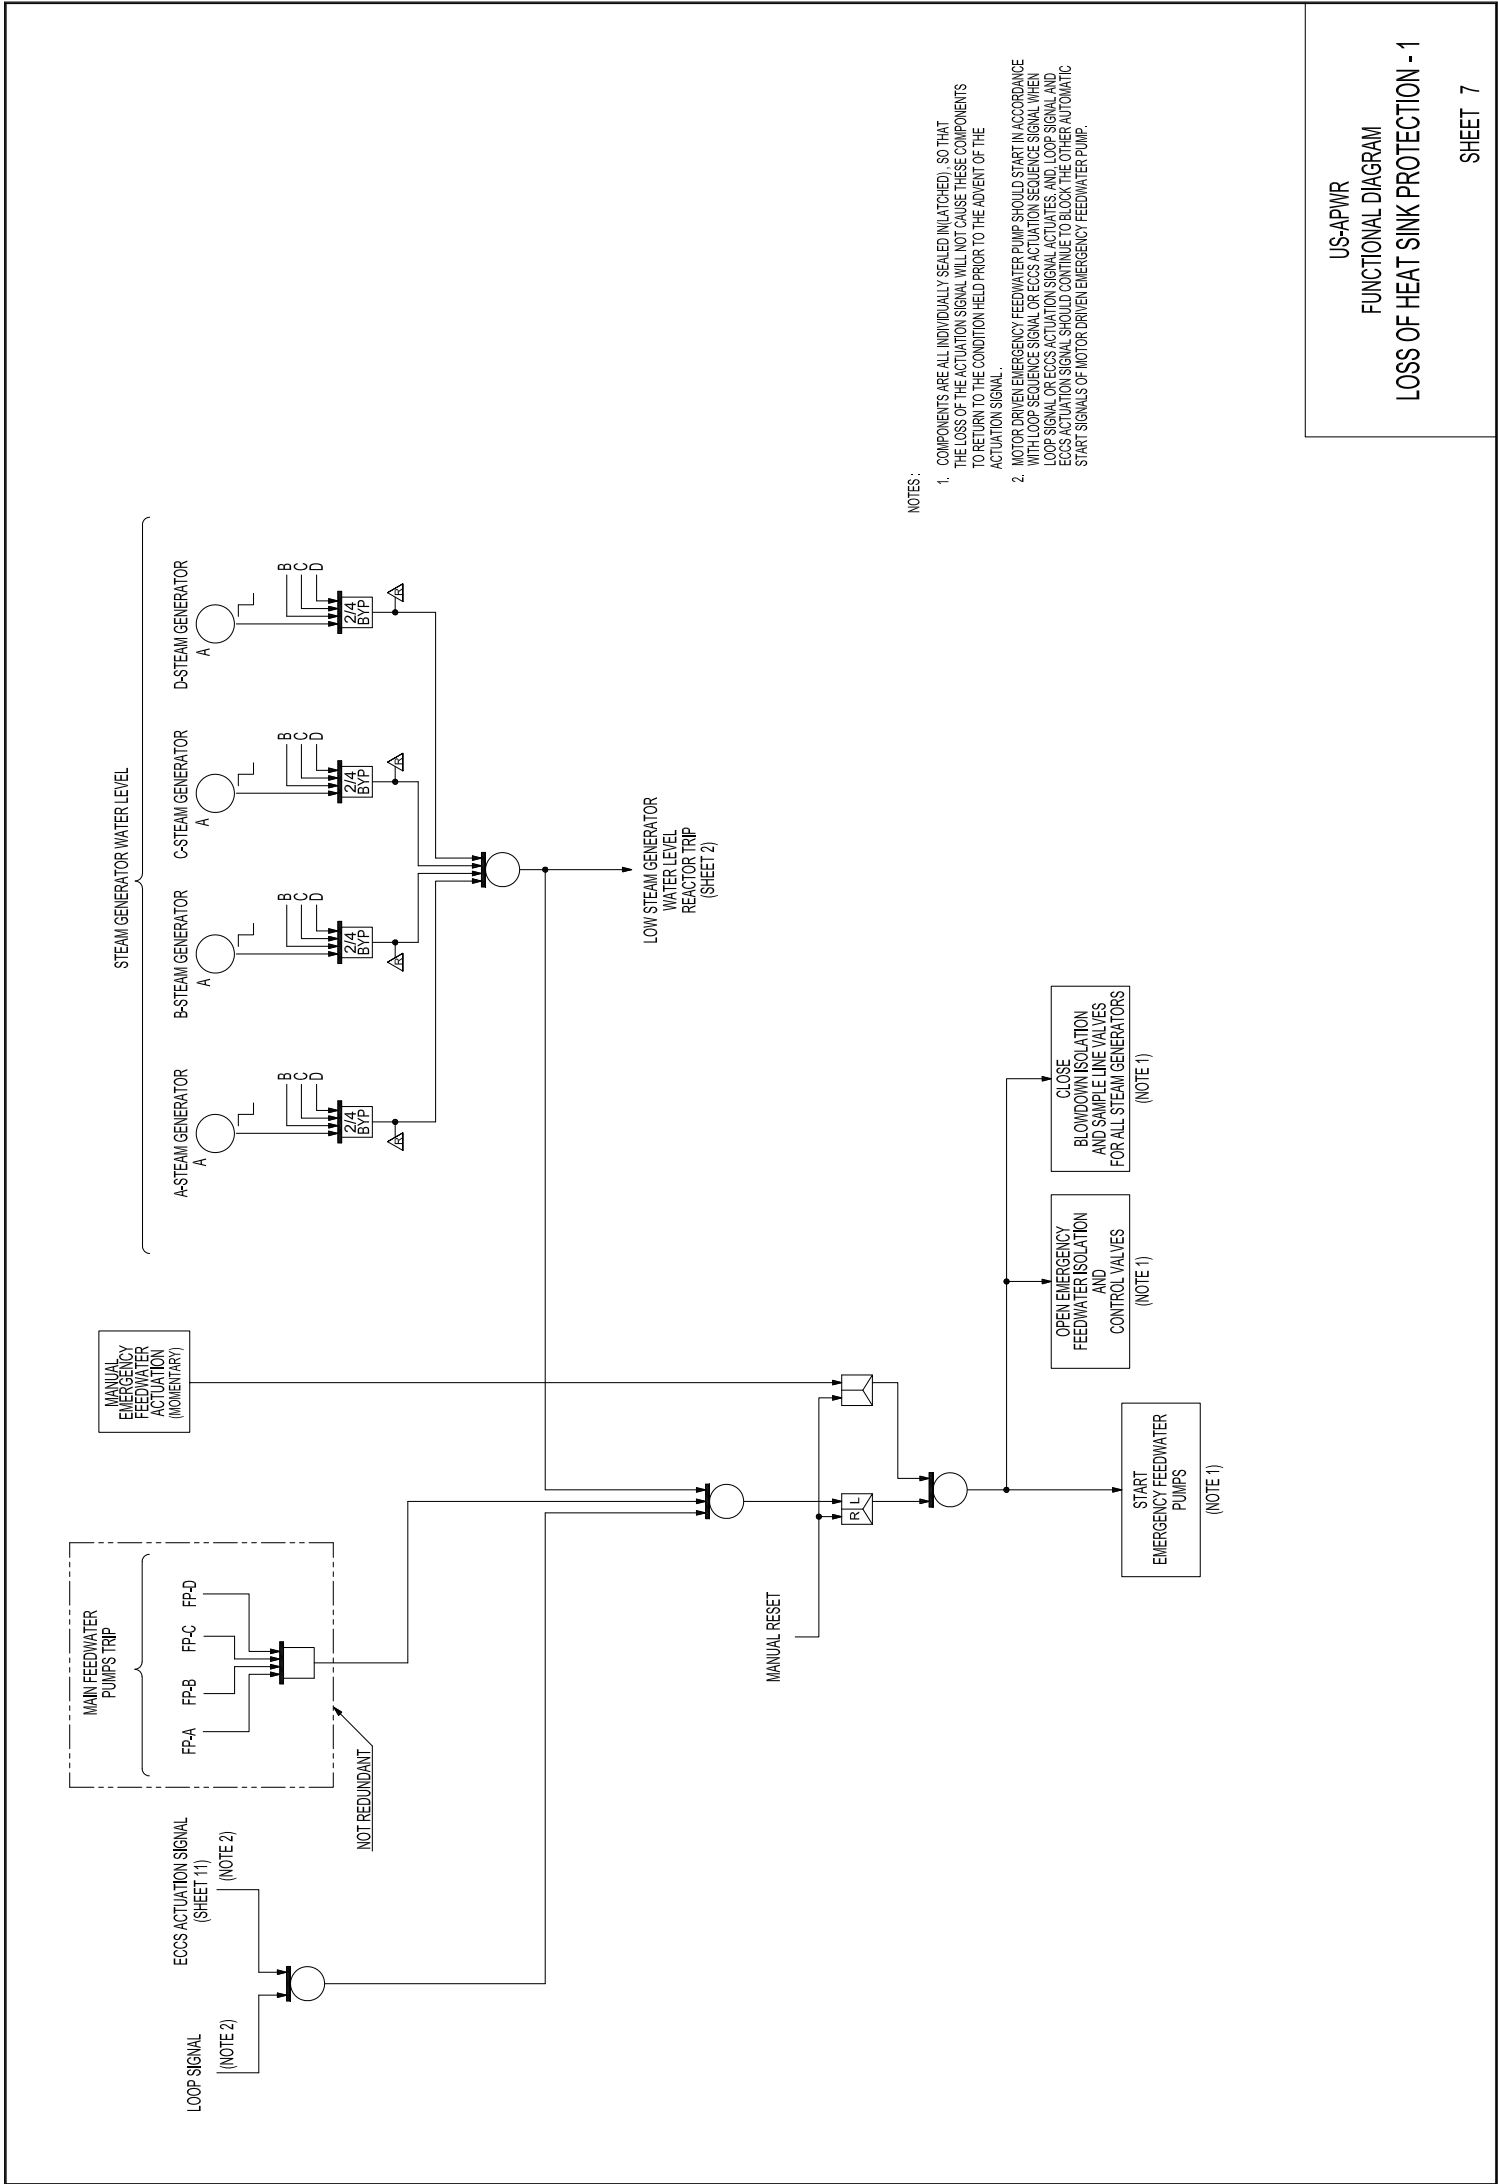 LOOP SIGNAL
(NOTE 2)
ECCS ACTUATION SIGNAL
(SHEET 11)
(NOTE 2)
MAIN FEEDWATER
PUMPS TRIP
FP-A
FP-B
FP-C
FP-D
NOT REDUNDANT
MANUAL
EMERGENCY
FEEDWATER
ACTUATION
(MOMENTARY)
STEAM GENERATOR WATER LEVEL
A-STEAM GENERATOR
A
B
C
D
2/4
BYP
R
B-STEAM GENERATOR
A
B
C
D
2/4
BYP
R
C-STEAM GENERATOR
A
B
C
D
2/4
BYP
R
D-STEAM GENERATOR
A
B
C
D
2/4
BYP
R
LOW STEAM GENERATOR
WATER LEVEL
REACTOR TRIP
(SHEET 2)
MANUAL RESET
R L
START
EMERGENCY FEEDWATER
PUMPS
(NOTE 1)
OPEN EMERGENCY
FEEDWATER ISOLATION
AND
CONTROL VALVES
(NOTE 1)
CLOSE
BLOWDOWN ISOLATION
AND SAMPLE LINE VALVES
FOR ALL STEAM GENERATORS
(NOTE 1)
NOTES :
1. COMPONENTS ARE ALL INDIVIDUALLY SEALED IN(LATCHED) , SO THAT
THE LOSS OF THE ACTUATION SIGNAL WILL NOT CAUSE THESE COMPONENTS
TO RETURN TO THE CONDITION HELD PRIOR TO THE ADVENT OF THE
ACTUATION SIGNAL .
2. MOTOR DRIVEN EMERGENCY FEEDWATER PUMP SHOULD START IN ACCORDANCE
WITH LOOP SEQUENCE SIGNAL OR ECCS ACTUATION SEQUENCE SIGNAL WHEN
LOOP SIGNAL OR ECCS ACTUATION SIGNAL ACTUATES. AND, LOOP SIGNAL AND
ECCS ACTUATION SIGNAL SHOULD CONTINUE TO BLOCK THE OTHER AUTOMATIC
START SIGNALS OF MOTOR DRIVEN EMERGENCY FEEDWATER PUMP.
US-APWR
FUNCTIONAL DIAGRAM
LOSS OF HEAT SINK PROTECTION - 1
SHEET 7